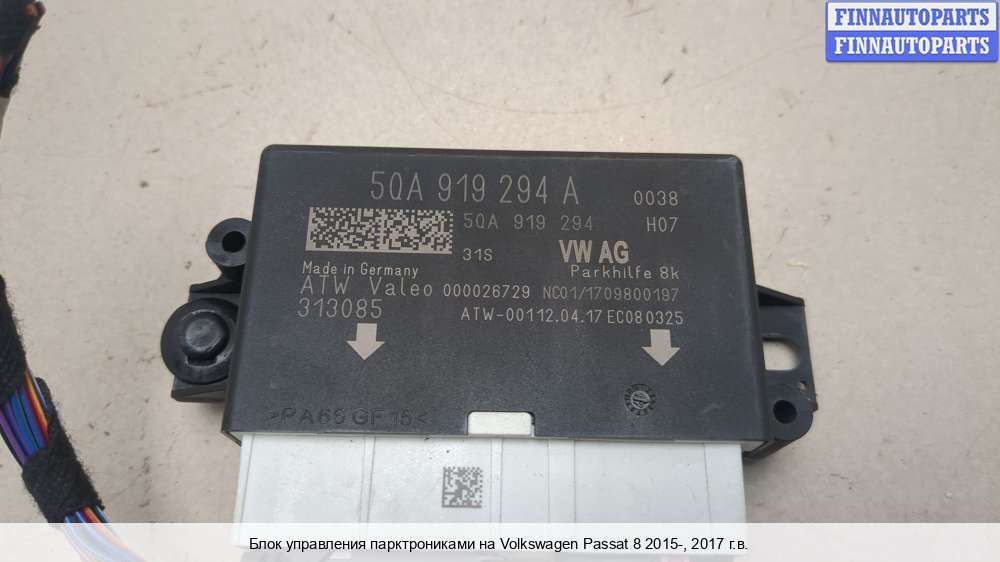 FINNAUTOPARTS
FINNAUTOPARTS
5QA 919 294 A 0038
5QA 919 294 H07
31S VW AG
Parkhilfe 8k
Made in Germany
ATW Valeo 000026729 NC01/1709800197
313085 ATW-00112.04.17 EC080325
>PA66 GF15<
Блок управления парктрониками на Volkswagen Passat 8 2015-, 2017 г.в.